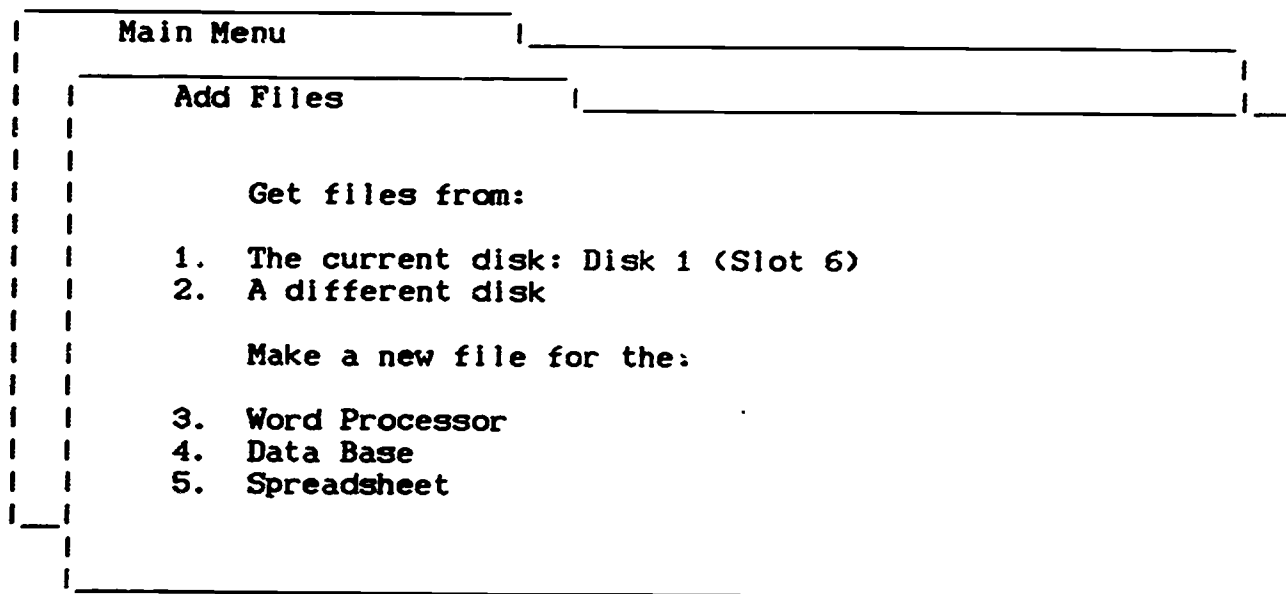 Main Menu
Add Files
Get files from:
1. The current disk: Disk 1 (Slot 6)
2. A different disk
Make a new file for the:
3. Word Processor
4. Data Base
5. Spreadsheet